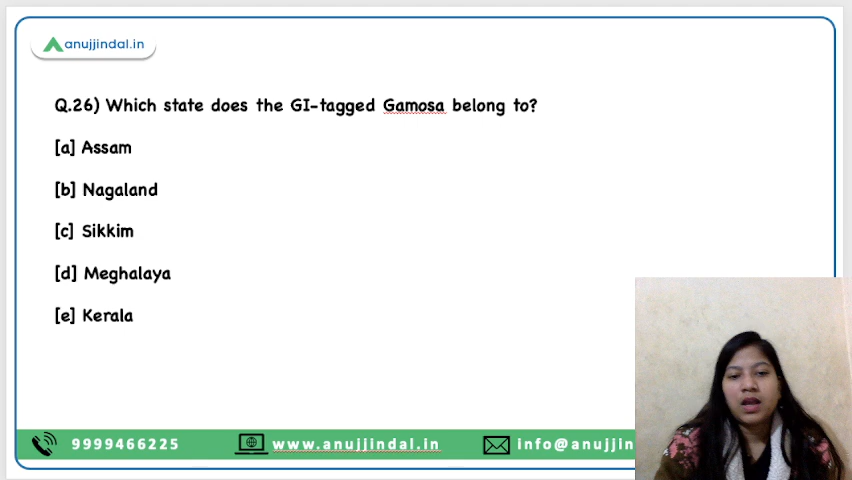 anujjindal.in
Q.26) Which state does the GI-tagged Gamosa belong to?
[a] Assam
[b] Nagaland
[c] Sikkim
[d] Meghalaya
[e] Kerala
9999466225
www.anujjindal.in
info@anujjin